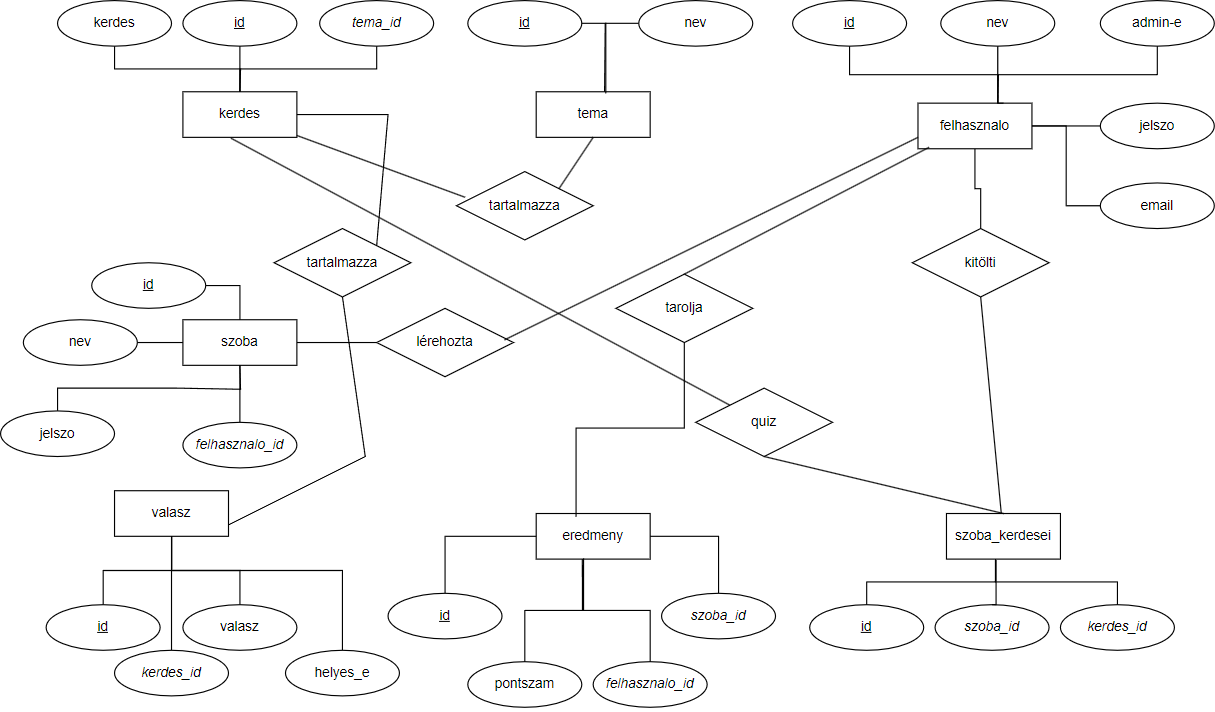 kerdes
id
tema_id
id
nev
id
nev
admin-e
kerdes
tema
felhasznalo
jelszo
tartalmazza
email
tartalmazza
kitölti
id
tarolja
nev
szoba
lérehozta
quiz
jelszo
felhasznalo_id
valasz
eredmeny
szoba_kerdesei
id
valasz
id
szoba_id
id
szoba_id
kerdes_id
kerdes_id
helyes_e
pontszam
felhasznalo_id